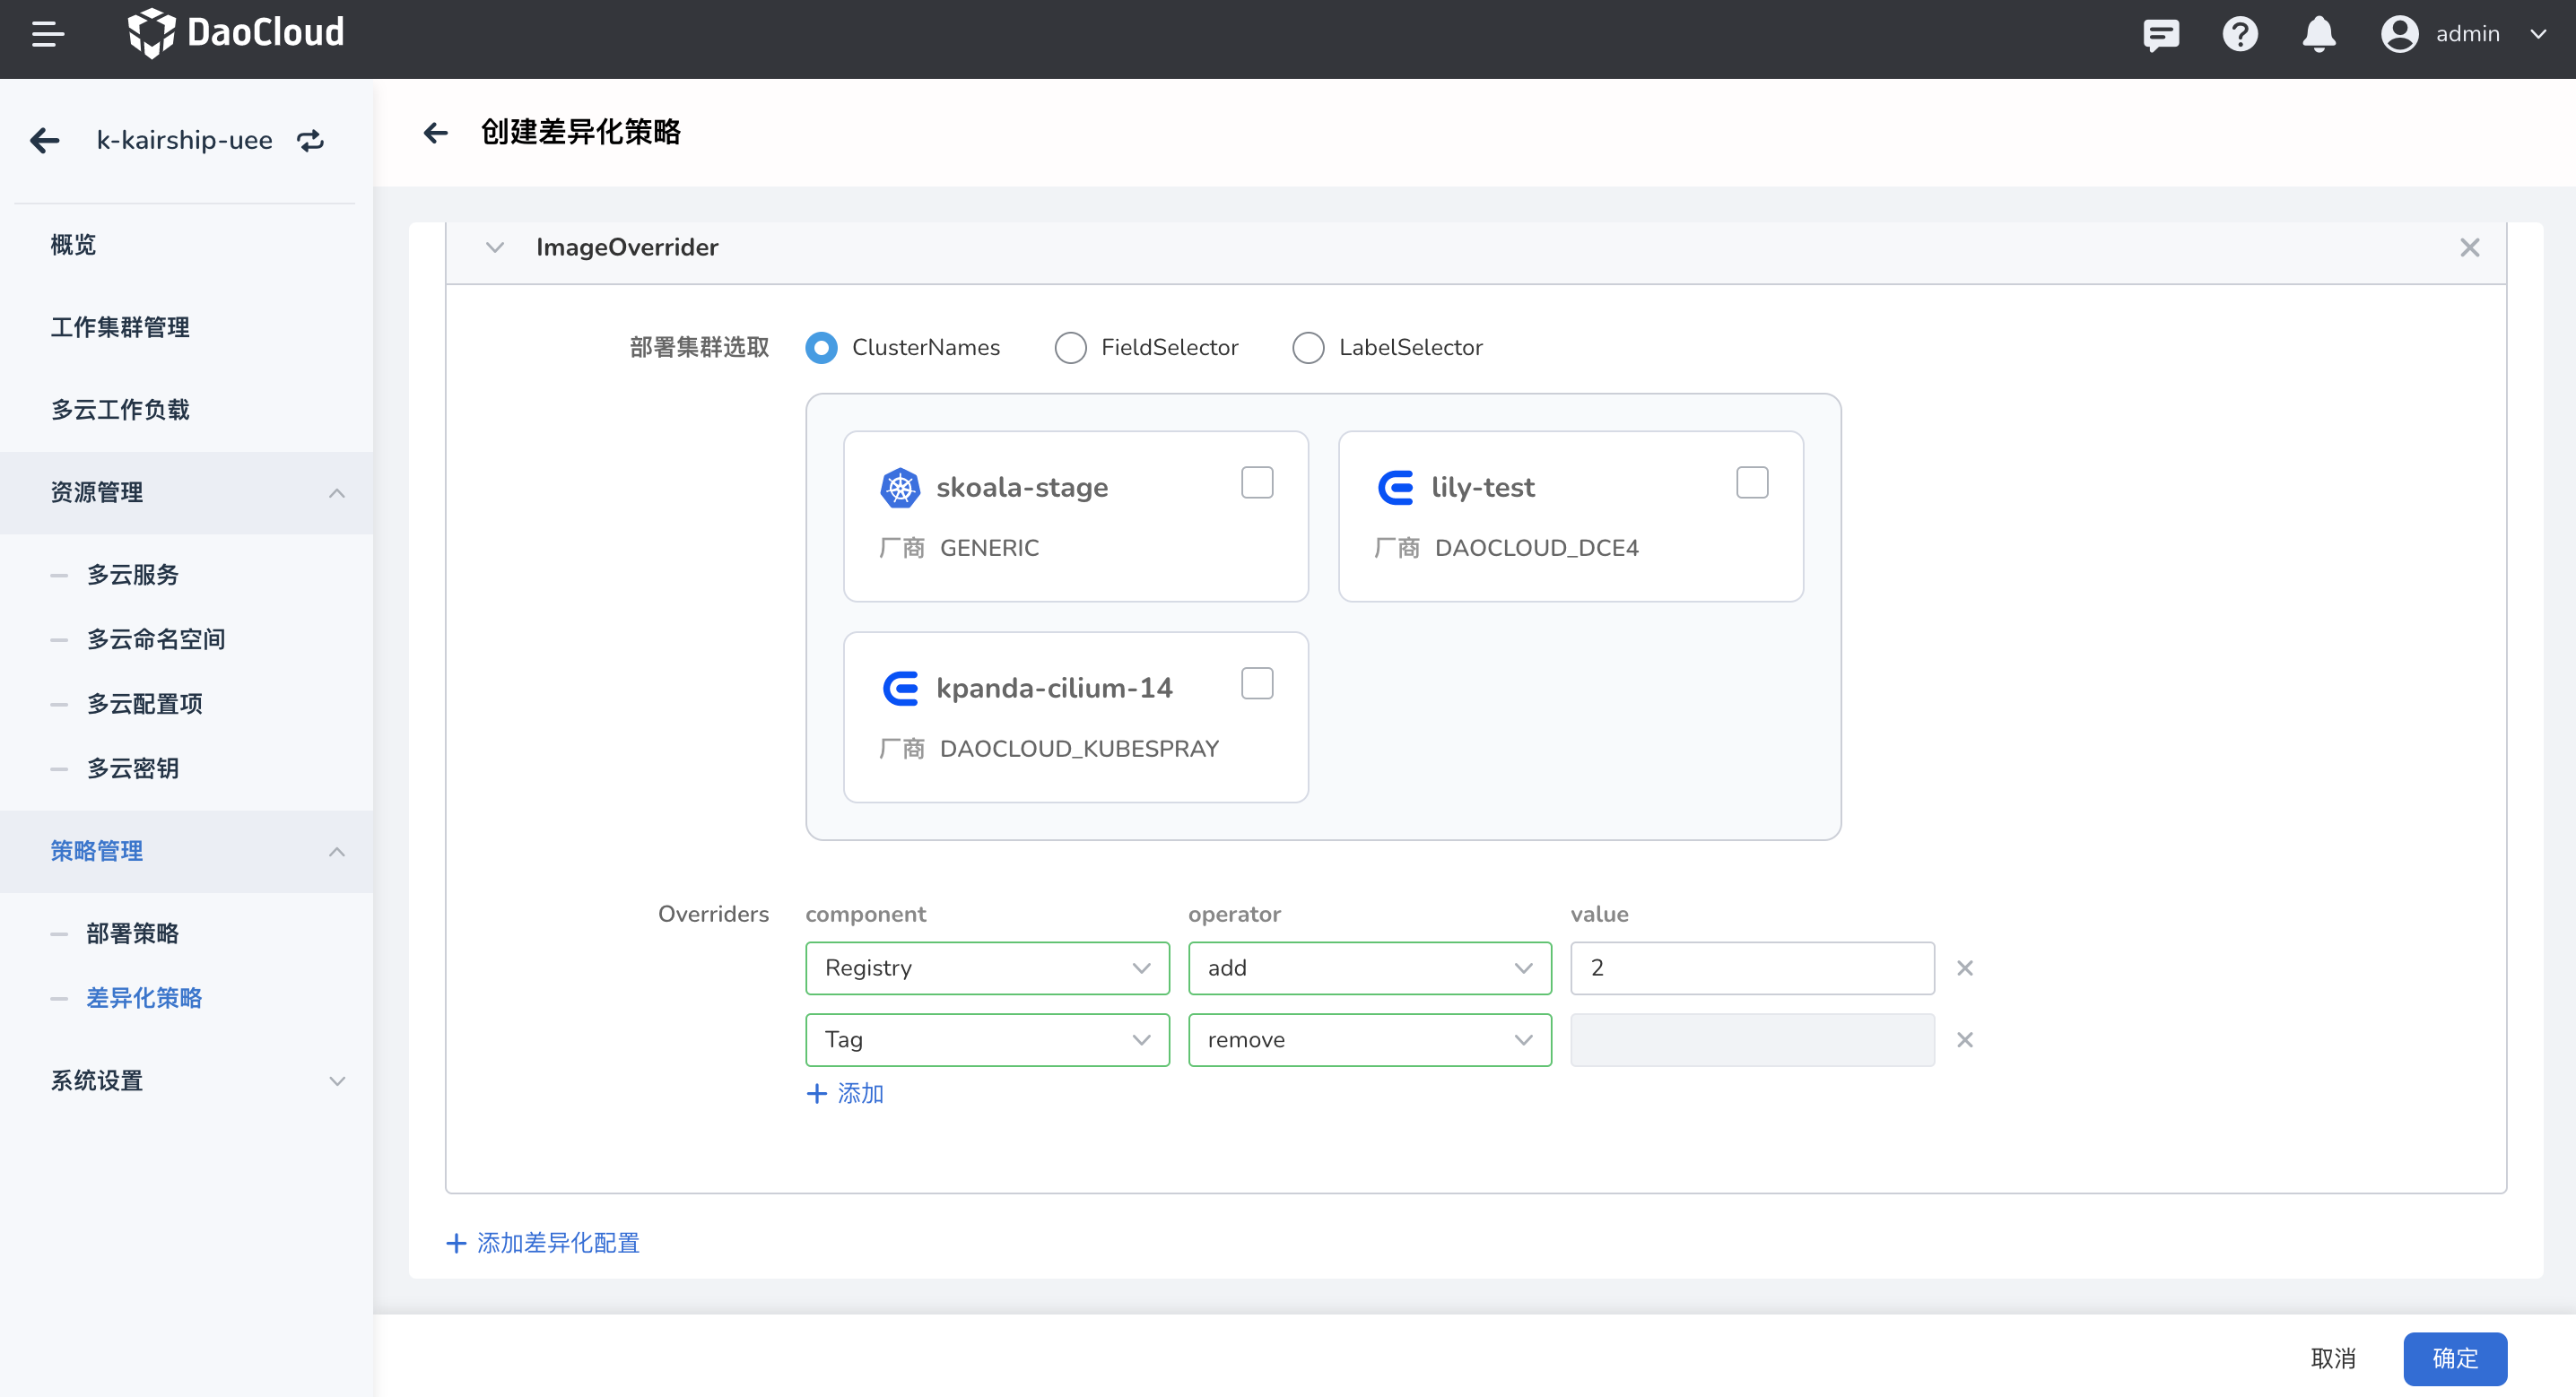 DaoCloud
admin
k-kairship-uee
概览
工作集群管理
多云工作负载
资源管理
多云服务
多云命名空间
多云配置项
多云密钥
策略管理
部署策略
差异化策略
系统设置
创建差异化策略
ImageOverrider
部署集群选取 ClusterNames FieldSelector LabelSelector
skoala-stage
厂商 GENERIC
lily-test
厂商 DAOCLOUD_DCE4
kpanda-cilium-14
厂商 DAOCLOUD_KUBESPRAY
Overriders component operator value
Registry add 2
Tag remove
添加
添加差异化配置
取消 确定